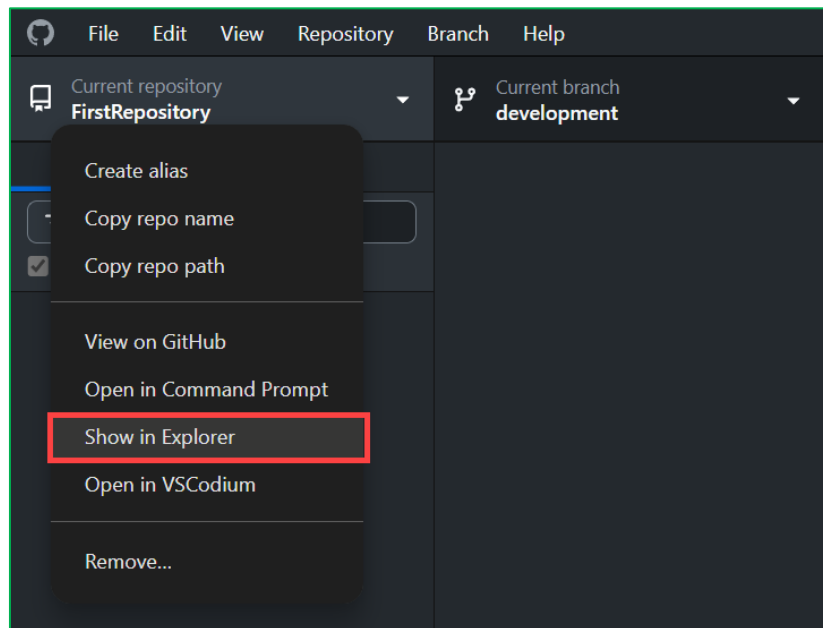 File Edit View Repository Branch Help
Current repository
FirstRepository
Current branch
development
Create alias
Copy repo name
Copy repo path
View on GitHub
Open in Command Prompt
Show in Explorer
Open in VSCodium
Remove...